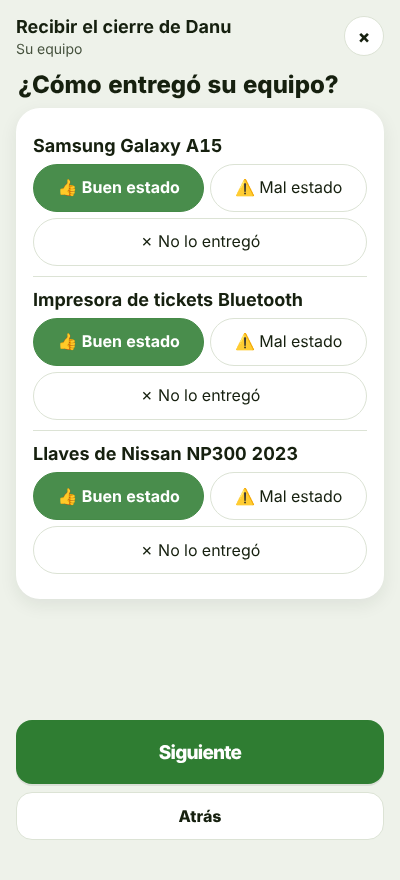 Recibir el cierre de Danu
Su equipo
×
¿Cómo entregó su equipo?
Samsung Galaxy A15
👍 Buen estado
⚠️ Mal estado
× No lo entregó
Impresora de tickets Bluetooth
👍 Buen estado
⚠️ Mal estado
× No lo entregó
Llaves de Nissan NP300 2023
👍 Buen estado
⚠️ Mal estado
× No lo entregó
Siguiente
Atrás